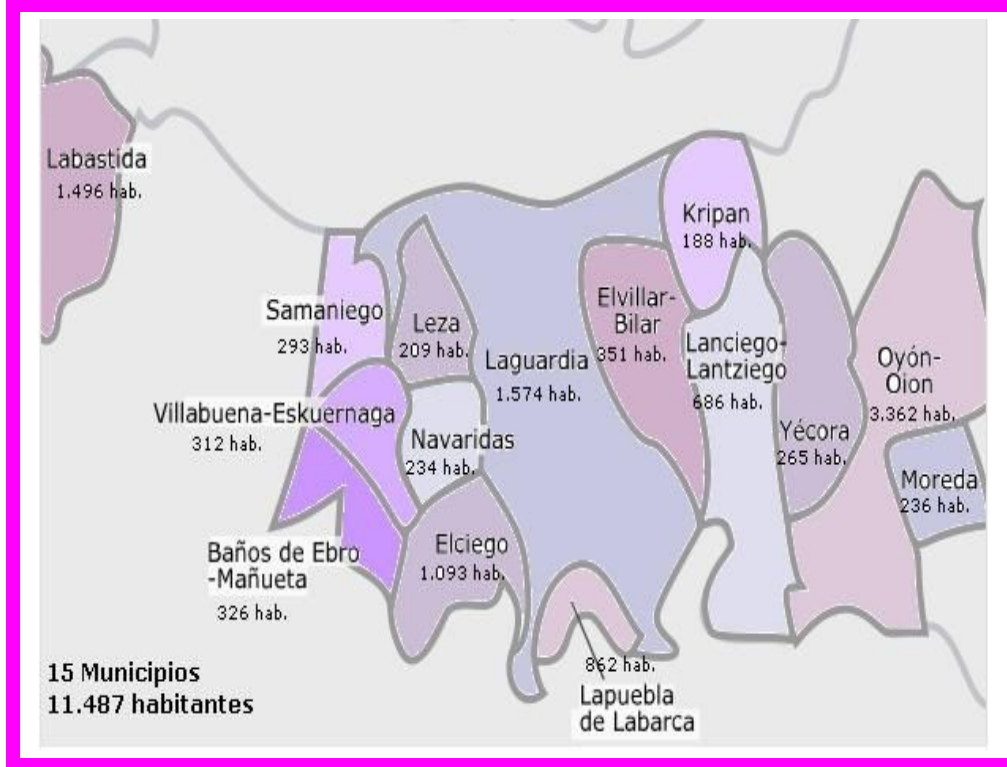 Labastida
1.496 hab.
Kripan
188 hab.
Samaniego
293 hab.
Leza
209 hab.
Laguardia
1.574 hab.
Elvillar-
Bilar
351 hab.
Lanciego-
Lantziego
686 hab.
Oyón-
Oion
3.362 hab.
Villabuena-Eskuernaga
312 hab.
Navaridas
234 hab.
Yécora
265 hab.
Moreda
236 hab.
Baños de Ebro
-Mañueta
326 hab.
Elciego
1.093 hab.
862 hab.
Lapuebla
de Labarca
15 Municipios
11.487 habitantes